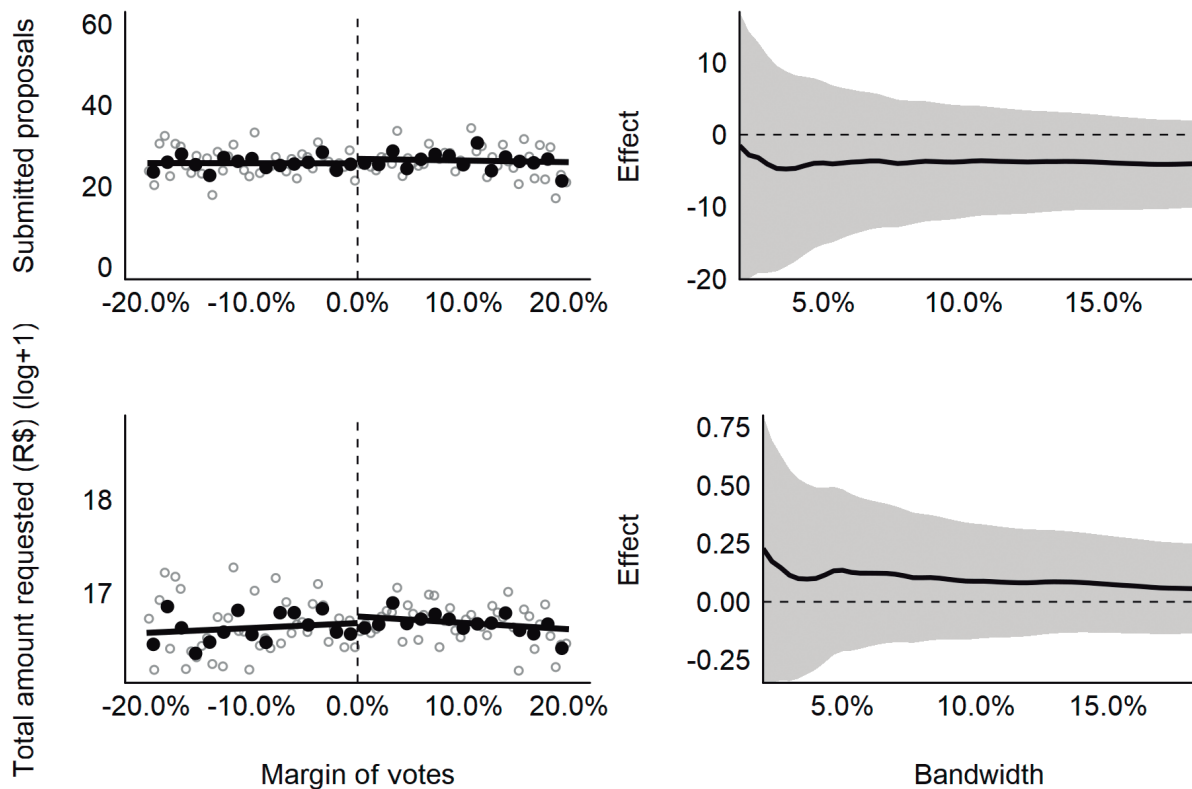 Submitted proposals
60
40
20
0
-20.0% -10.0% 0.0% 10.0% 20.0%
Effect
10
0
-10
-20
5.0% 10.0% 15.0%
Total amount requested (R$) (log+1)
18
17
-20.0% -10.0% 0.0% 10.0% 20.0%
Margin of votes
Effect
0.75
0.50
0.25
0.00
-0.25
5.0% 10.0% 15.0%
Bandwidth